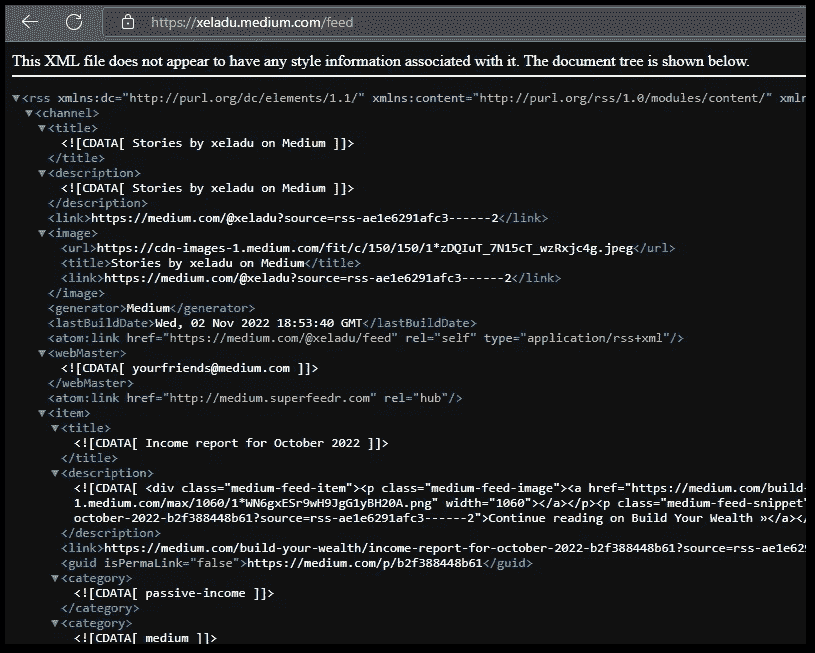 https://xeladu.medium.com/feed
This XML file does not appear to have any style information associated with it. The document tree is shown below.
▼<rss xmlns:dc="http://purl.org/dc/elements/1.1/" xmlns:content="http://purl.org/rss/1.0/modules/content/" xmln
▼<channel>
▼<title>
<![CDATA[ Stories by xeladu on Medium ]]>
</title>
▼<description>
<![CDATA[ Stories by xeladu on Medium ]]>
</description>
<link>https://medium.com/@xeladu?source=rss-ae1e6291afc3------2</link>
▼<image>
<url>https://cdn-images-1.medium.com/fit/c/150/150/1*zDQIuT_7N15cT_wzRxjc4g.jpeg</url>
<title>Stories by xeladu on Medium</title>
<link>https://medium.com/@xeladu?source=rss-ae1e6291afc3------2</link>
</image>
<generator>Medium</generator>
<lastBuildDate>Wed, 02 Nov 2022 18:53:40 GMT</lastBuildDate>
<atom:link href="https://medium.com/@xeladu/feed" rel="self" type="application/rss+xml"/>
▼<webMaster>
<![CDATA[ yourfriends@medium.com ]]>
</webMaster>
<atom:link href="http://medium.superfeedr.com" rel="hub"/>
▼<item>
▼<title>
<![CDATA[ Income report for October 2022 ]]>
</title>
▼<description>
<![CDATA[ <div class="medium-feed-item"><p class="medium-feed-image"><a href="https://medium.com/build-
1.medium.com/max/1060/1*WN6gxESr9wH9JgG1yBH20A.png" width="1060"></a></p><p class="medium-feed-snippet"
october-2022-b2f388448b61?source=rss-ae1e6291afc3------2">Continue reading on Build Your Wealth »</a></
</description>
<link>https://medium.com/build-your-wealth/income-report-for-october-2022-b2f388448b61?source=rss-ae1e629
<guid isPermaLink="false">https://medium.com/p/b2f388448b61</guid>
▼<category>
<![CDATA[ passive-income ]]>
</category>
▼<category>
<![CDATA[ medium ]]>